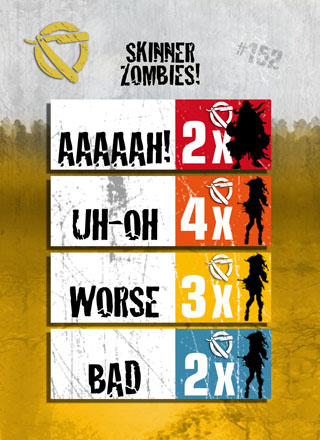 SKINNER
ZOMBIES!
#152
AAAAAH! 2X
UH-OH 4X
WORSE 3X
BAD 2X